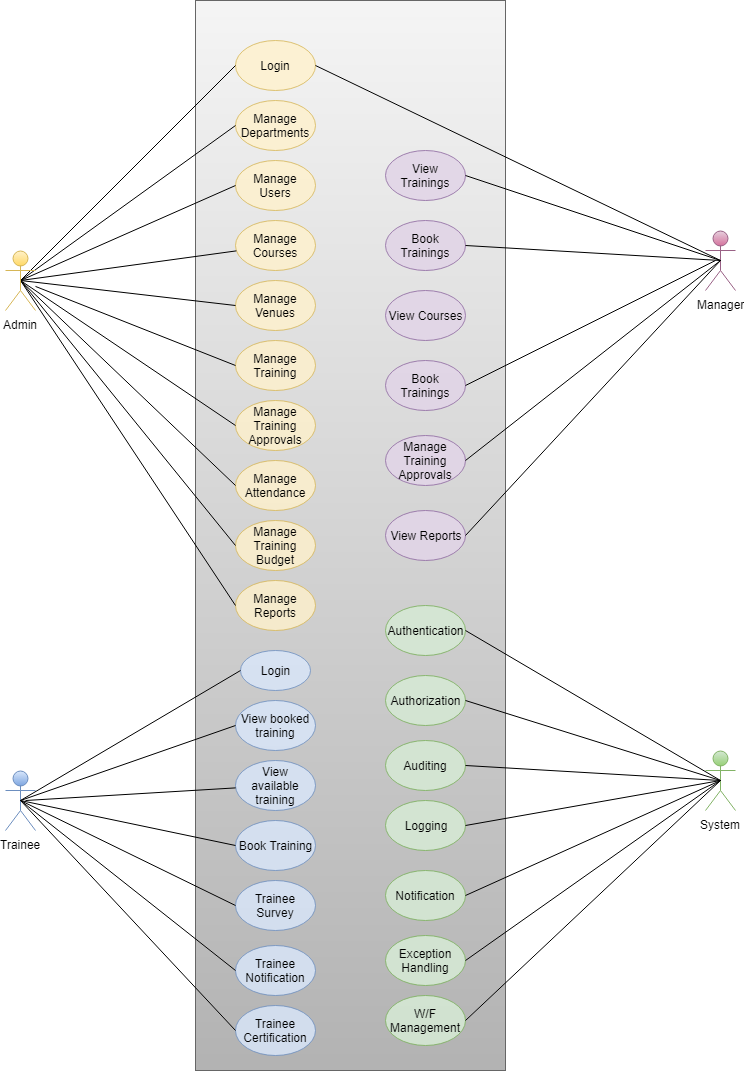 Login
Manage
Departments
Manage
Users
Manage
Courses
Manage
Venues
Manage
Training
Manage
Training
Approvals
Manage
Attendance
Manage
Training
Budget
Manage
Reports
Admin
View
Trainings
Book
Trainings
View Courses
Book
Trainings
Manage
Training
Approvals
View Reports
Manager
Login
View booked
training
View
available
training
Book Training
Trainee
Survey
Trainee
Notification
Trainee
Certification
Trainee
Authentication
Authorization
Auditing
Logging
Notification
Exception
Handling
W/F
Management
System